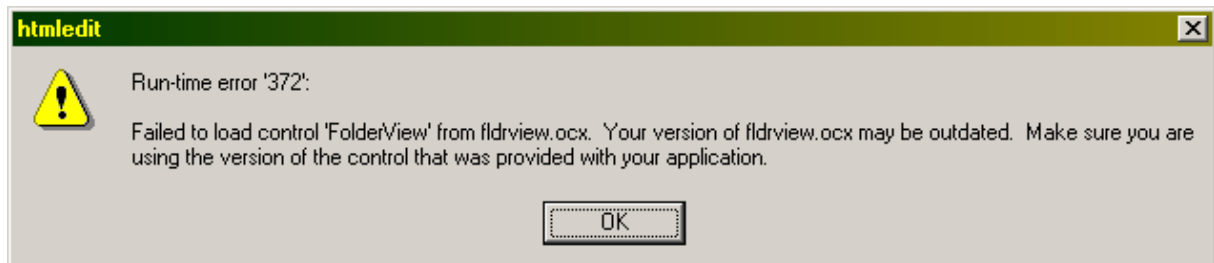 htmledit
Run-time error '372':
Failed to load control 'FolderView' from fldrview.ocx.  Your version of fldrview.ocx may be outdated.  Make sure you are
using the version of the control that was provided with your application.
OK